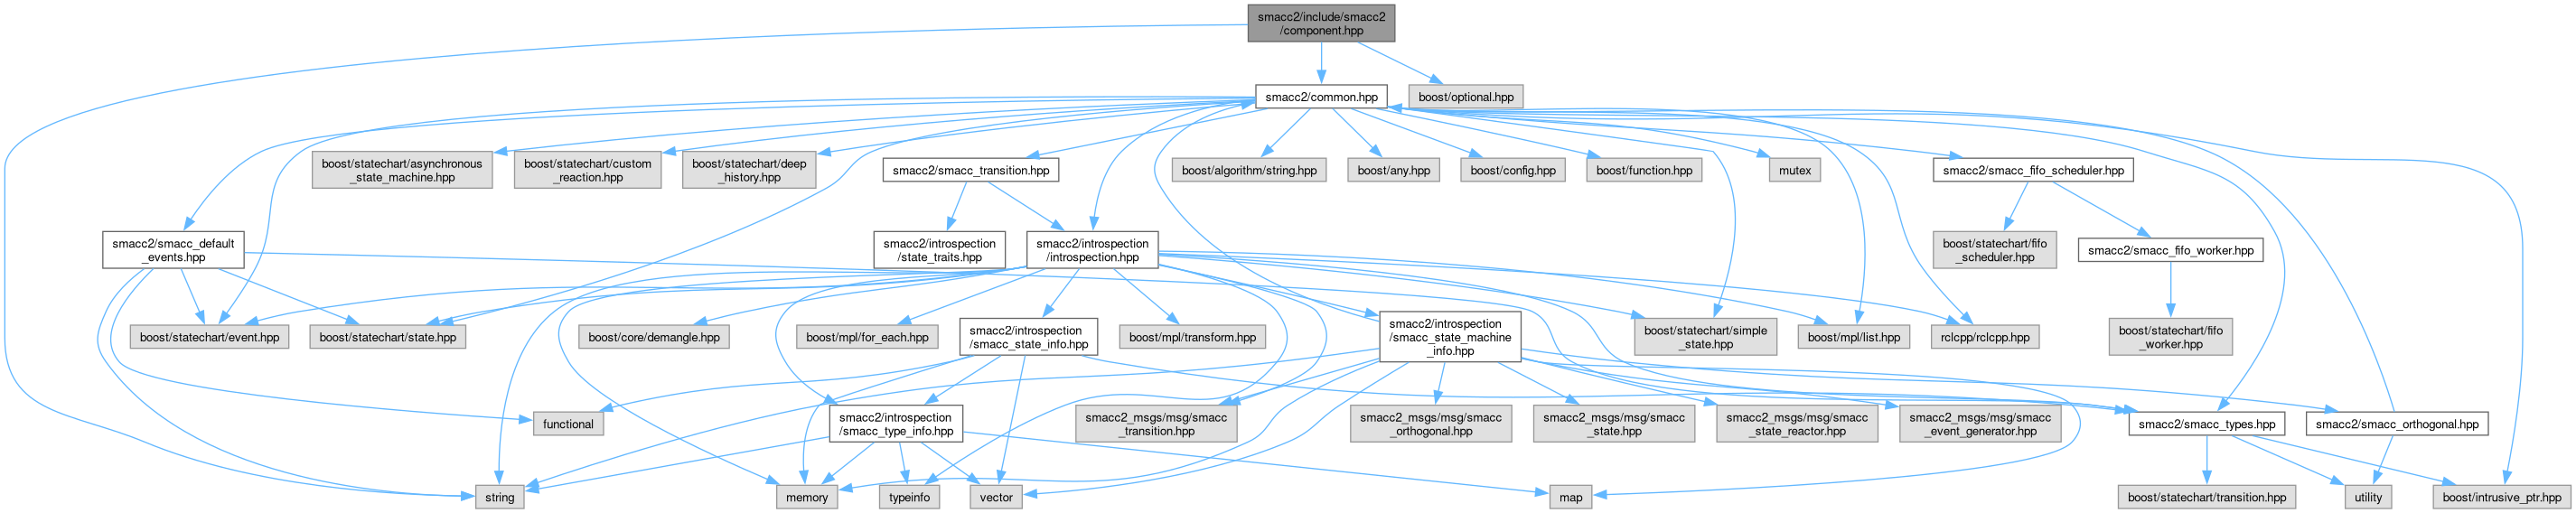 smacc2/include/smacc2
/component.hpp
smacc2/common.hpp
boost/optional.hpp
boost/statechart/asynchronous
_state_machine.hpp
boost/statechart/custom
_reaction.hpp
boost/statechart/deep
_history.hpp
smacc2/smacc_transition.hpp
boost/algorithm/string.hpp
boost/any.hpp
boost/config.hpp
boost/function.hpp
mutex
smacc2/smacc_fifo_scheduler.hpp
smacc2/smacc_default
_events.hpp
smacc2/introspection
/state_traits.hpp
smacc2/introspection
/introspection.hpp
boost/statechart/fifo
_scheduler.hpp
smacc2/smacc_fifo_worker.hpp
boost/statechart/event.hpp
boost/statechart/state.hpp
boost/core/demangle.hpp
boost/mpl/for_each.hpp
smacc2/introspection
/smacc_state_info.hpp
boost/mpl/transform.hpp
smacc2/introspection
/smacc_state_machine
_info.hpp
boost/statechart/simple
_state.hpp
boost/mpl/list.hpp
rclcpp/rclcpp.hpp
boost/statechart/fifo
_worker.hpp
functional
smacc2/introspection
/smacc_type_info.hpp
smacc2_msgs/msg/smacc
_transition.hpp
smacc2_msgs/msg/smacc
_orthogonal.hpp
smacc2_msgs/msg/smacc
_state.hpp
smacc2_msgs/msg/smacc
_state_reactor.hpp
smacc2_msgs/msg/smacc
_event_generator.hpp
smacc2/smacc_types.hpp
smacc2/smacc_orthogonal.hpp
string
memory
typeinfo
vector
map
boost/statechart/transition.hpp
utility
boost/intrusive_ptr.hpp